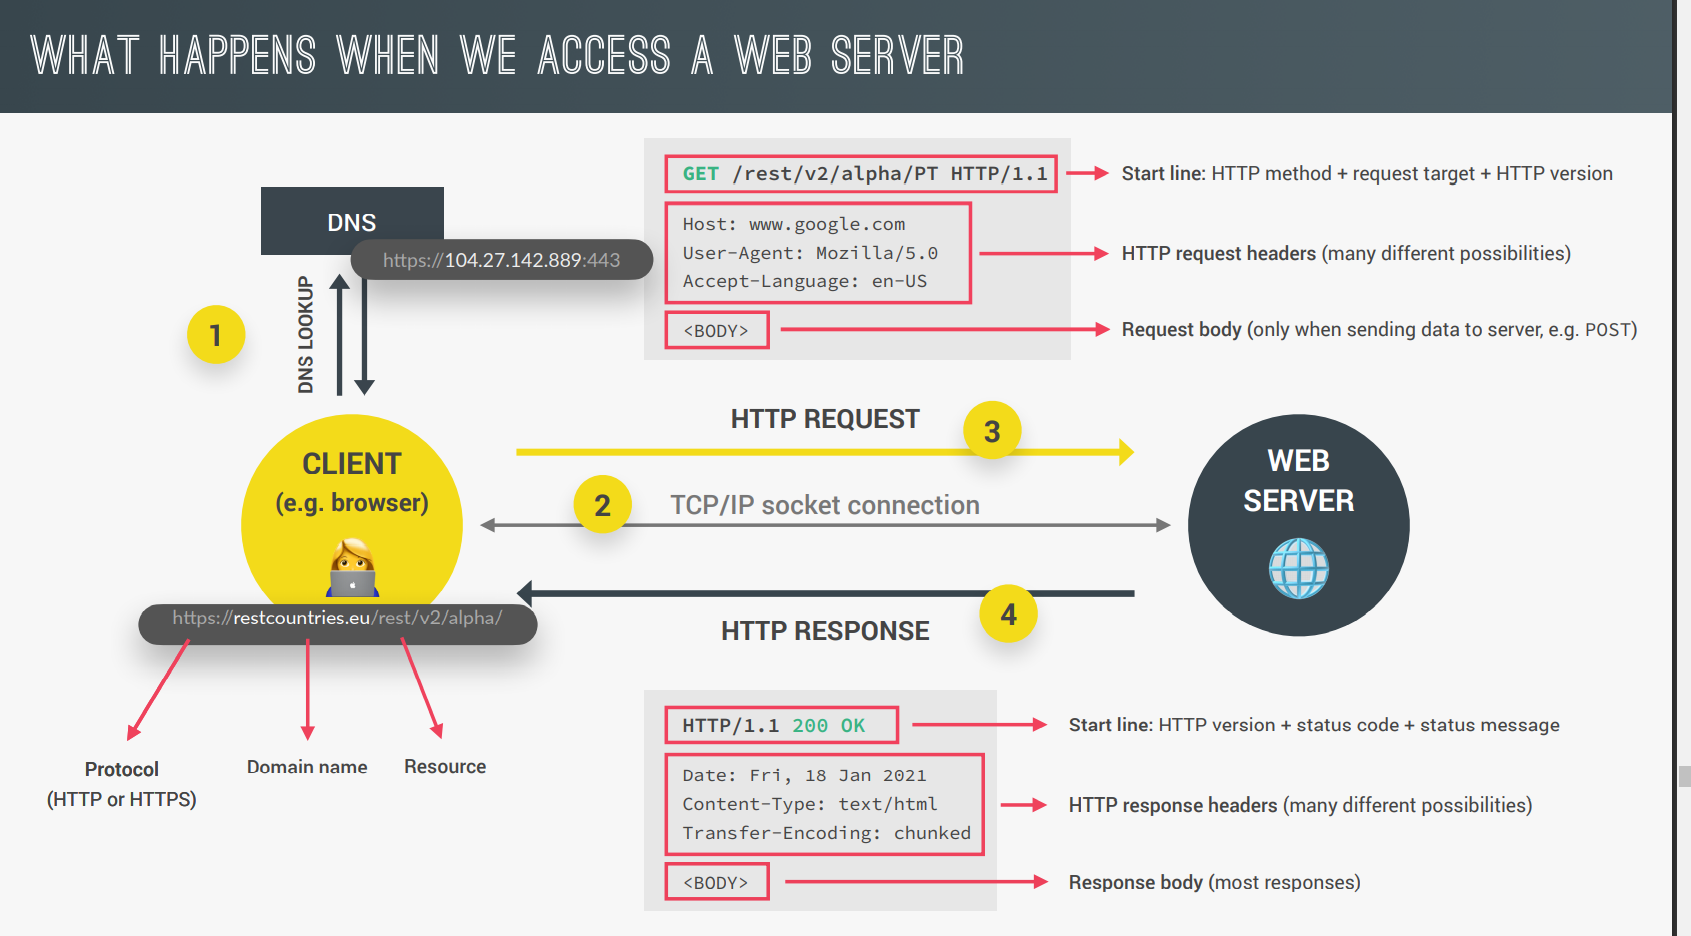 WHAT HAPPENS WHEN WE ACCESS A WEB SERVER
DNS
https://104.27.142.889:443
DNS LOOKUP
1
GET /rest/v2/alpha/PT HTTP/1.1
Start line: HTTP method + request target + HTTP version
Host: www.google.com
User-Agent: Mozilla/5.0
Accept-Language: en-US
HTTP request headers (many different possibilities)
<BODY>
Request body (only when sending data to server, e.g. POST)
CLIENT
(e.g. browser)
https://restcountries.eu/rest/v2/alpha/
Protocol
(HTTP or HTTPS)
Domain name
Resource
HTTP REQUEST
3
2
TCP/IP socket connection
4
HTTP RESPONSE
WEB
SERVER
HTTP/1.1 200 OK
Start line: HTTP version + status code + status message
Date: Fri, 18 Jan 2021
Content-Type: text/html
Transfer-Encoding: chunked
HTTP response headers (many different possibilities)
<BODY>
Response body (most responses)